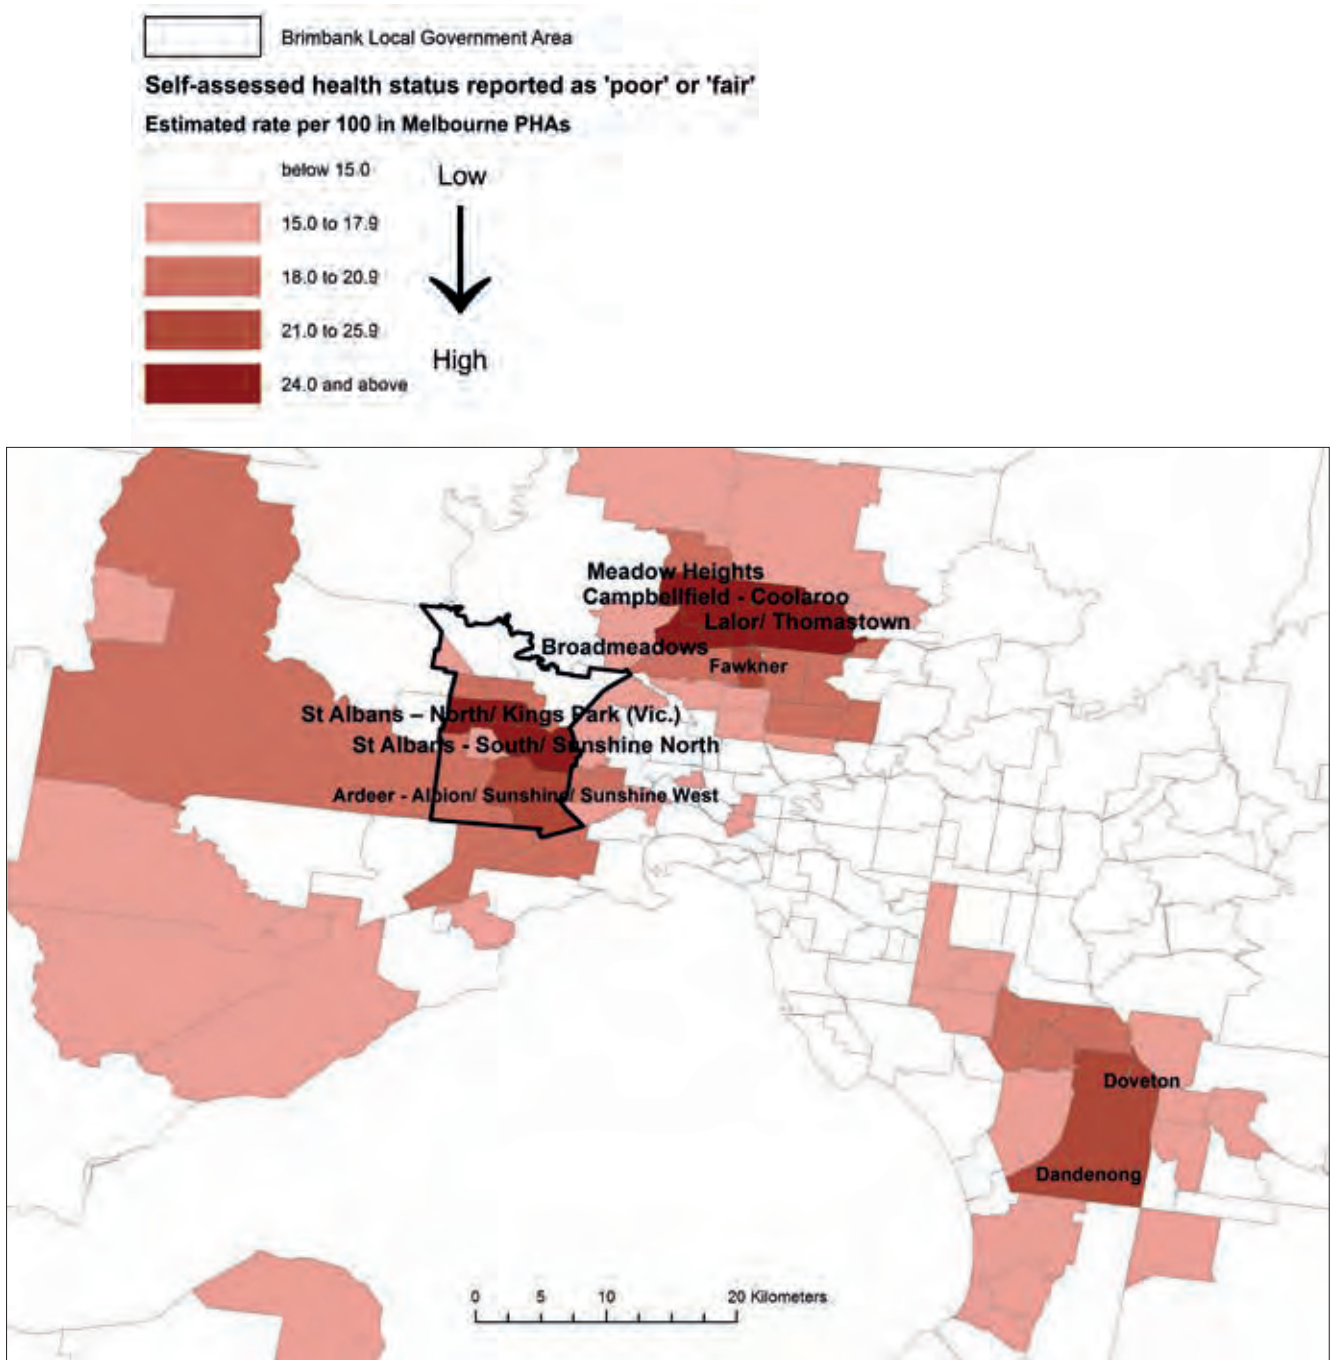 Brimbank Local Government Area
Self-assessed health status reported as 'poor' or 'fair'
Estimated rate per 100 in Melbourne PHAs
below 15.0
Low
15.0 to 17.9
18.0 to 20.9
21.0 to 25.9
High
24.0 and above
Meadow Heights
Campbellfield - Coolaroo
Lalor/ Thomastown
Broadmeadows
Fawkner
St Albans – North/ Kings Park (Vic.)
St Albans - South/ Sunshine North
Ardeer - Albion/ Sunshine/ Sunshine West
Doveton
Dandenong
0 5 10 20 Kilometers